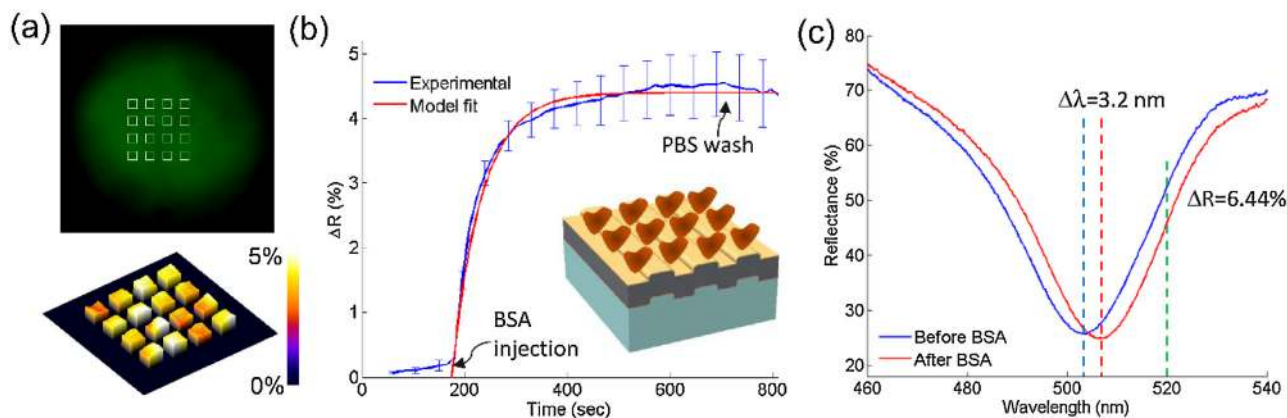 (a)
5%
0%
(b)
5
4
3
2
1
0
ΔR (%)
Experimental
Model fit
PBS wash
BSA
injection
200
400
600
800
Time (sec)
(c)
80
70
60
50
40
30
20
Reflectance (%)
Δλ=3.2 nm
ΔR=6.44%
Before BSA
After BSA
460
480
500
520
540
Wavelength (nm)